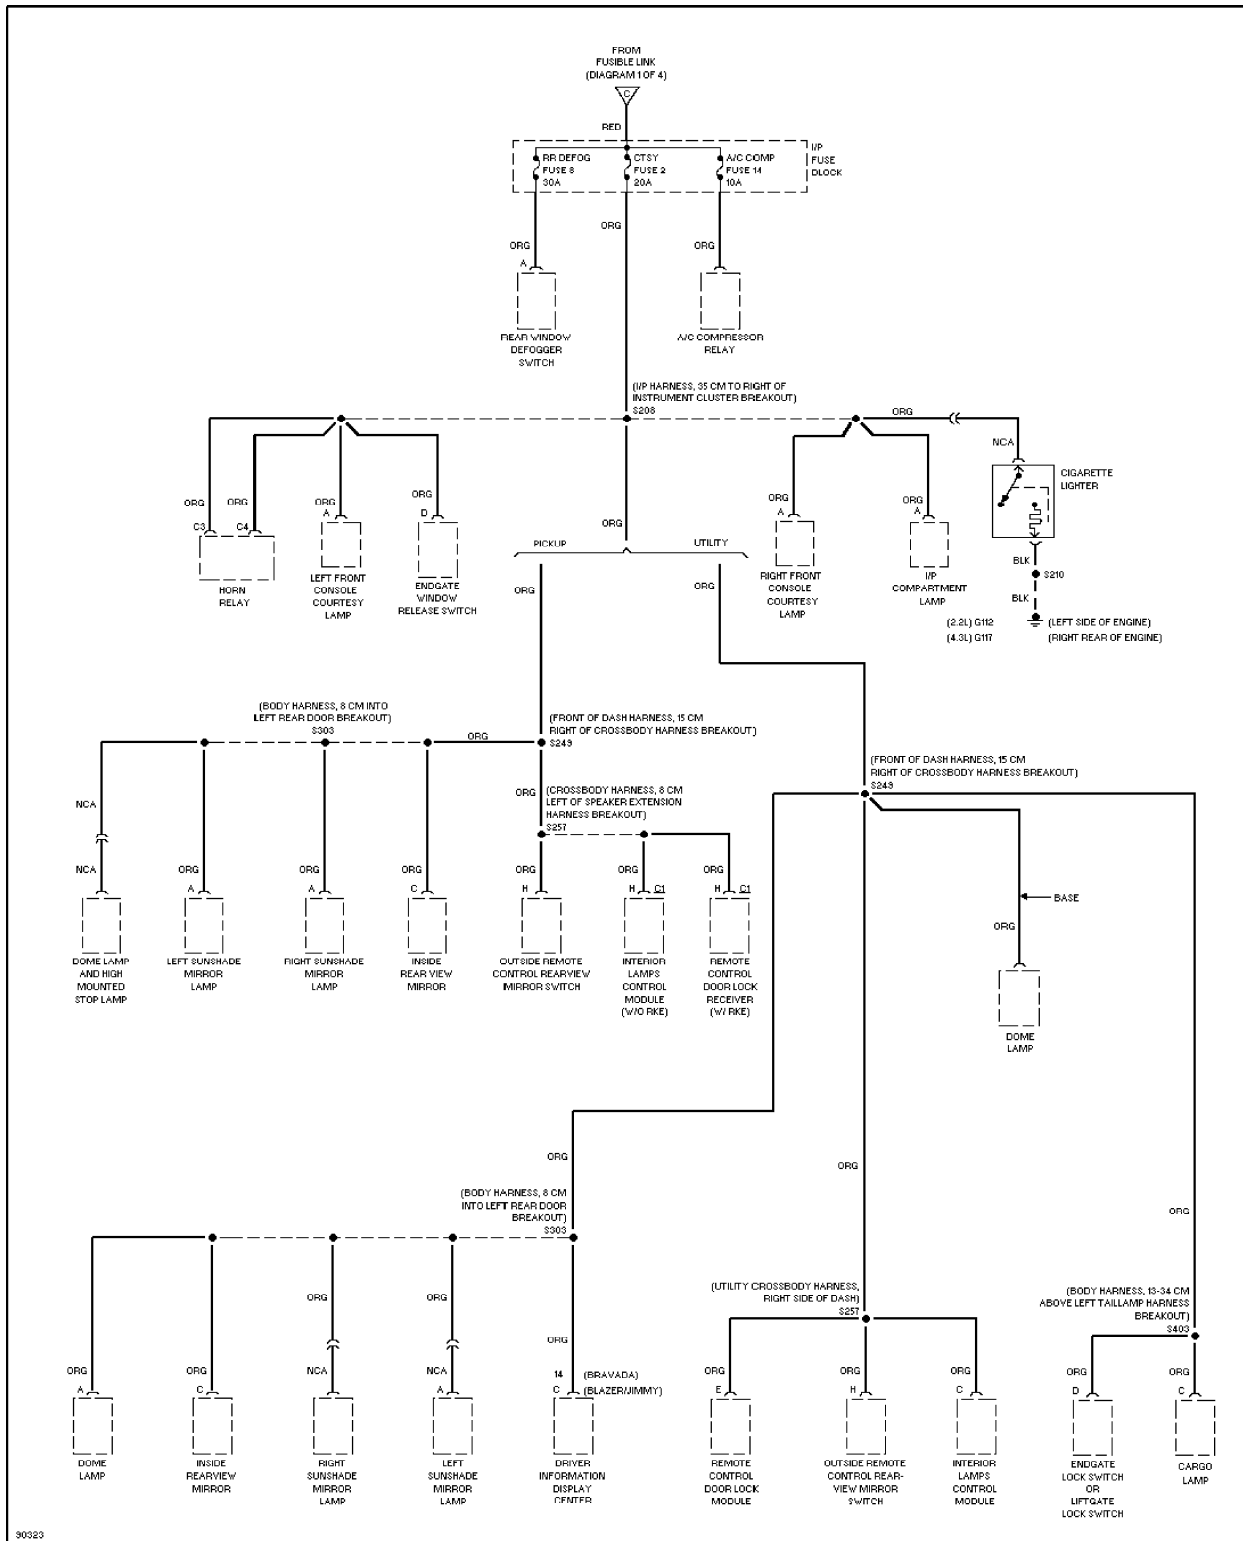 FROM
FUSIBLE LINK
(DIAGRAM 1 OF 4)
C
RED
RR DEFOG
FUSE 8
30A
CTSY
FUSE 2
20A
A/C COMP
FUSE 14
10A
I/P
FUSE
DLOCK
ORG
ORG
ORG
A
REAR WINDOW
DEFOGGER
SWITCH
A/C COMPRESSOR
RELAY
(I/P HARNESS, 35 CM TO RIGHT OF
INSTRUMENT CLUSTER BREAKOUT)
S208
ORG
NCA
CIGARETTE
LIGHTER
ORG
C3
ORG
C4
ORG
A
ORG
D
ORG
ORG
A
ORG
A
HORN
RELAY
LEFT FRONT
CONSOLE
COURTESY
LAMP
ENDGATE
WINDOW
RELEASE SWITCH
PICKUP
UTILITY
RIGHT FRONT
CONSOLE
COURTESY
LAMP
I/P
COMPARTMENT
LAMP
BLK
S210
BLK
(2.2L) G112
(4.3L) G117
(LEFT SIDE OF ENGINE)
(RIGHT REAR OF ENGINE)
ORG
ORG
(BODY HARNESS, 8 CM INTO
LEFT REAR DOOR BREAKOUT)
S303
ORG
(FRONT OF DASH HARNESS, 15 CM
RIGHT OF CROSSBODY HARNESS BREAKOUT)
S249
(FRONT OF DASH HARNESS, 15 CM
RIGHT OF CROSSBODY HARNESS BREAKOUT)
S249
NCA
ORG
(CROSSBODY HARNESS, 8 CM
LEFT OF SPEAKER EXTENSION
HARNESS BREAKOUT)
S257
NCA
ORG
A
ORG
A
ORG
C
ORG
H
ORG
H
C1
ORG
H
C1
DOME LAMP
AND HIGH
MOUNTED
STOP LAMP
LEFT SUNSHADE
MIRROR
LAMP
RIGHT SUNSHADE
MIRROR
LAMP
INSIDE
REAR VIEW
MIRROR
OUTSIDE REMOTE
CONTROL REARVIEW
MIRROR SWITCH
INTERIOR
LAMPS
CONTROL
MODULE
(W/O RKE)
REMOTE
CONTROL
DOOR LOCK
RECEIVER
(W/ RKE)
BASE
ORG
DOME
LAMP
ORG
ORG
ORG
(BODY HARNESS, 8 CM
INTO LEFT REAR DOOR
BREAKOUT)
S303
(UTILITY CROSSBODY HARNESS,
RIGHT SIDE OF DASH)
S257
(BODY HARNESS, 13-34 CM
ABOVE LEFT TAILLAMP HARNESS
BREAKOUT)
S403
ORG
ORG
ORG
ORG
A
ORG
C
NCA
NCA
A
14
(BRAVADA)
C
(BLAZER/JIMMY)
ORG
E
ORG
H
ORG
C
ORG
D
ORG
C
DOME
LAMP
INSIDE
REARVIEW
MIRROR
RIGHT
SUNSHADE
MIRROR
LAMP
LEFT
SUNSHADE
MIRROR
LAMP
DRIVER
INFORMATION
DISPLAY
CENTER
REMOTE
CONTROL
DOOR LOCK
MODULE
OUTSIDE REMOTE
CONTROL REAR-
VIEW MIRROR
SWITCH
INTERIOR
LAMPS
CONTROL
MODULE
ENDGATE
LOCK SWITCH
OR
LIFTGATE
LOCK SWITCH
CARGO
LAMP
90323